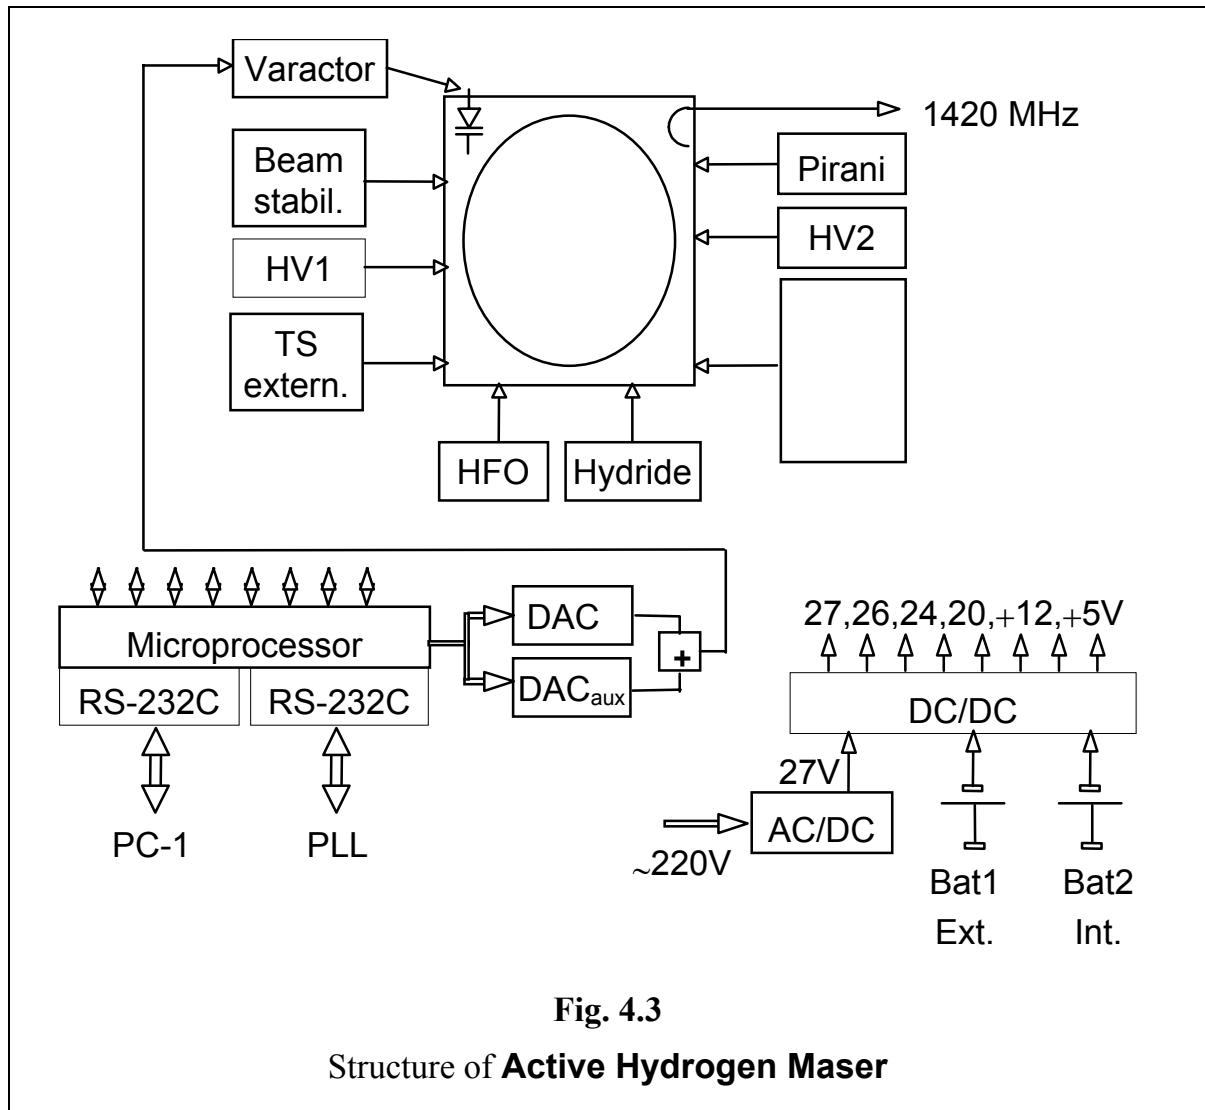 Varactor
1420 MHz
Beam
stabil.
Pirani
HV1
HV2
TS
extern.
HFO
Hydride
Microprocessor
RS-232C
RS-232C
PC-1
PLL
DAC
DACaux
+
27,26,24,20,+12,+5V
DC/DC
27V
AC/DC
~220V
Bat1
Ext.
Bat2
Int.
Fig. 4.3
Structure of Active Hydrogen Maser